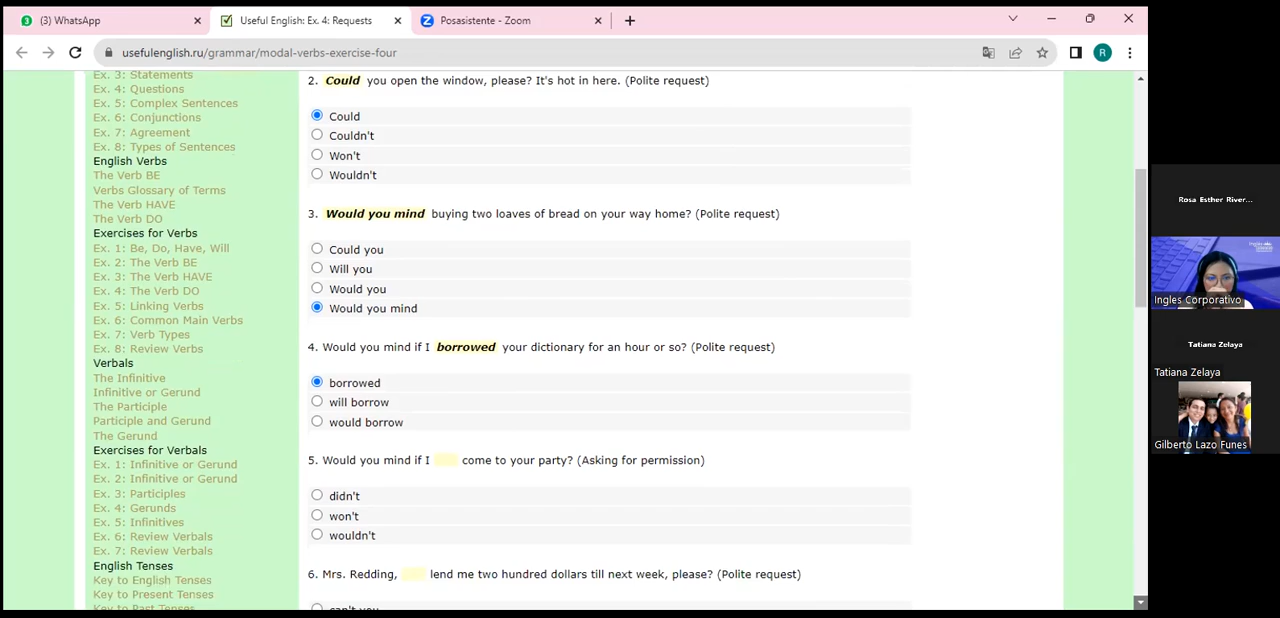 (3) WhatsApp
Useful English: Ex. 4: Requests
Posasistente - Zoom
usefulenglish.ru/grammar/modal-verbs-exercise-four
R
Ex. 3: Statements
Ex. 4: Questions
Ex. 5: Complex Sentences
Ex. 6: Conjunctions
Ex. 7: Agreement
Ex. 8: Types of Sentences
English Verbs
The Verb BE
Verbs Glossary of Terms
The Verb HAVE
The Verb DO
Exercises for Verbs
Ex. 1: Be, Do, Have, Will
Ex. 2: The Verb BE
Ex. 3: The Verb HAVE
Ex. 4: The Verb DO
Ex. 5: Linking Verbs
Ex. 6: Common Main Verbs
Ex. 7: Verb Types
Ex. 8: Review Verbs
Verbals
The Infinitive
Infinitive or Gerund
The Participle
Participle and Gerund
The Gerund
Exercises for Verbals
Ex. 1: Infinitive or Gerund
Ex. 2: Infinitive or Gerund
Ex. 3: Participles
Ex. 4: Gerunds
Ex. 5: Infinitives
Ex. 6: Review Verbals
Ex. 7: Review Verbals
English Tenses
Key to English Tenses
Key to Present Tenses
Key to Past Tenses
2. Could you open the window, please? It's hot in here. (Polite request)
Could
Couldn't
Won't
Wouldn't
3. Would you mind buying two loaves of bread on your way home? (Polite request)
Could you
Will you
Would you
Would you mind
4. Would you mind if I borrowed your dictionary for an hour or so? (Polite request)
borrowed
will borrow
would borrow
5. Would you mind if I come to your party? (Asking for permission)
didn't
won't
wouldn't
6. Mrs. Redding, lend me two hundred dollars till next week, please? (Polite request)
can't you
Rosa Esther River...
Ingles Corporativo
Tatiana Zelaya
Tatiana Zelaya
Gilberto Lazo Funes